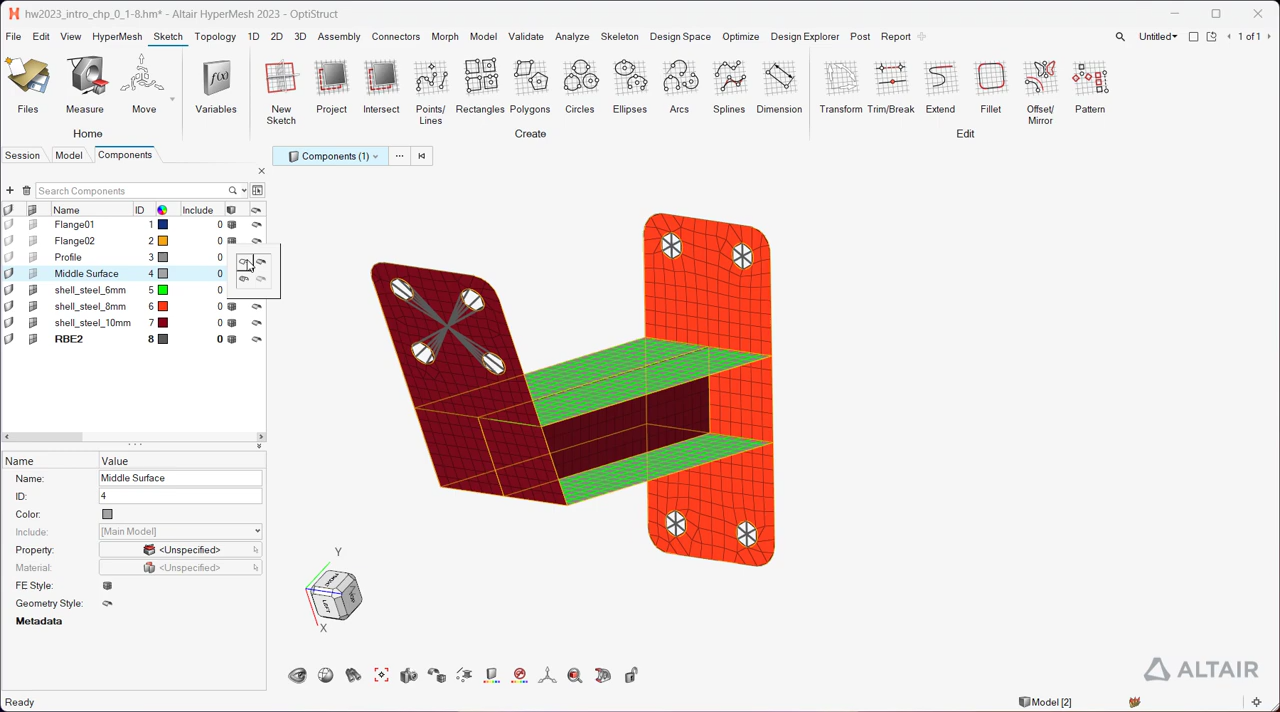 hw2023_intro_chp_0_1-8.hm* - Altair HyperMesh 2023 - OptiStruct
File Edit View HyperMesh Sketch Topology 1D 2D 3D Assembly Connectors Morph Model Validate Analyze Skeleton Design Space Optimize Design Explorer Post Report Untitled 1 of 1
Files Measure Move Variables New Sketch Project Intersect Points/ Lines Rectangles Polygons Circles Ellipses Arcs Splines Dimension Transform Trim/Break Extend Fillet Offset/ Mirror Pattern
Home Create Edit
Session Model Components Components (1)
Search Components
Name ID Include
Flange01 1 0
Flange02 2 0
Profile 3 0
Middle Surface 4 0
shell_steel_6mm 5 0
shell_steel_8mm 6 0
shell_steel_10mm 7 0
RBE2 8 0
Name Value
Name: Middle Surface
ID: 4
Color:
Include: [Main Model]
Property: <Unspecified>
Material: <Unspecified>
FE Style:
Geometry Style:
Metadata
Y
LEFT
X
ALTAIR
Ready Model [2]